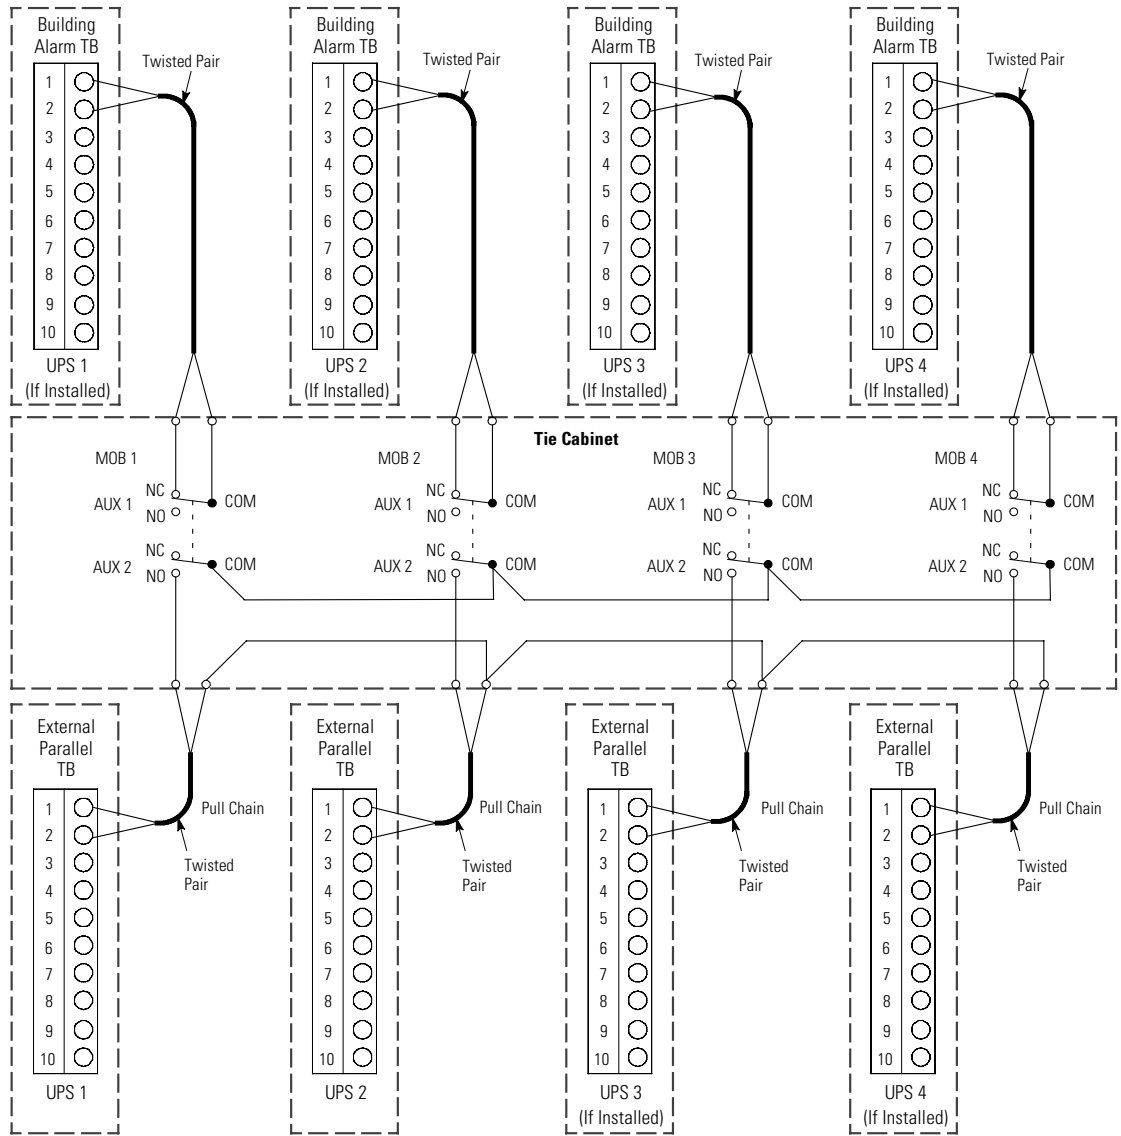 Building
Alarm TB
Twisted Pair
1
2
3
4
5
6
7
8
9
10
UPS 1
(If Installed)
Building
Alarm TB
Twisted Pair
1
2
3
4
5
6
7
8
9
10
UPS 2
(If Installed)
Building
Alarm TB
Twisted Pair
1
2
3
4
5
6
7
8
9
10
UPS 3
(If Installed)
Building
Alarm TB
Twisted Pair
1
2
3
4
5
6
7
8
9
10
UPS 4
(If Installed)
Tie Cabinet
MOB 1
NC
AUX 1
COM
NO
NC
AUX 2
COM
NO
MOB 2
NC
AUX 1
COM
NO
NC
AUX 2
COM
NO
MOB 3
NC
AUX 1
COM
NO
NC
AUX 2
COM
NO
MOB 4
NC
AUX 1
COM
NO
NC
AUX 2
COM
NO
External
Parallel
TB
1
2
3
4
5
6
7
8
9
10
Pull Chain
Twisted
Pair
UPS 1
External
Parallel
TB
1
2
3
4
5
6
7
8
9
10
Pull Chain
Twisted
Pair
UPS 2
External
Parallel
TB
1
2
3
4
5
6
7
8
9
10
Pull Chain
Twisted
Pair
UPS 3
(If Installed)
External
Parallel
TB
1
2
3
4
5
6
7
8
9
10
Pull Chain
Twisted
Pair
UPS 4
(If Installed)